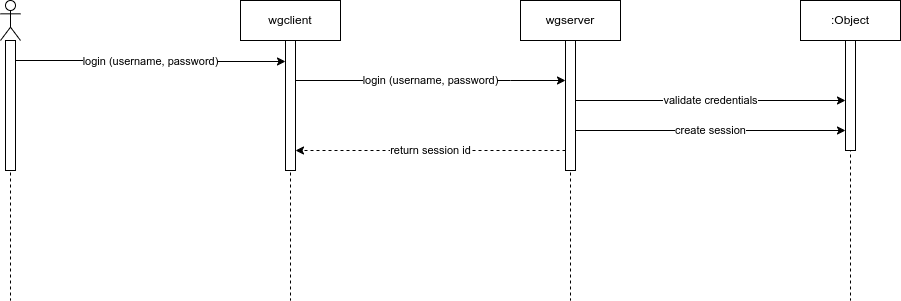 wgclient
wgserver
:Object
login (username, password)
login (username, password)
validate credentials
create session
return session id